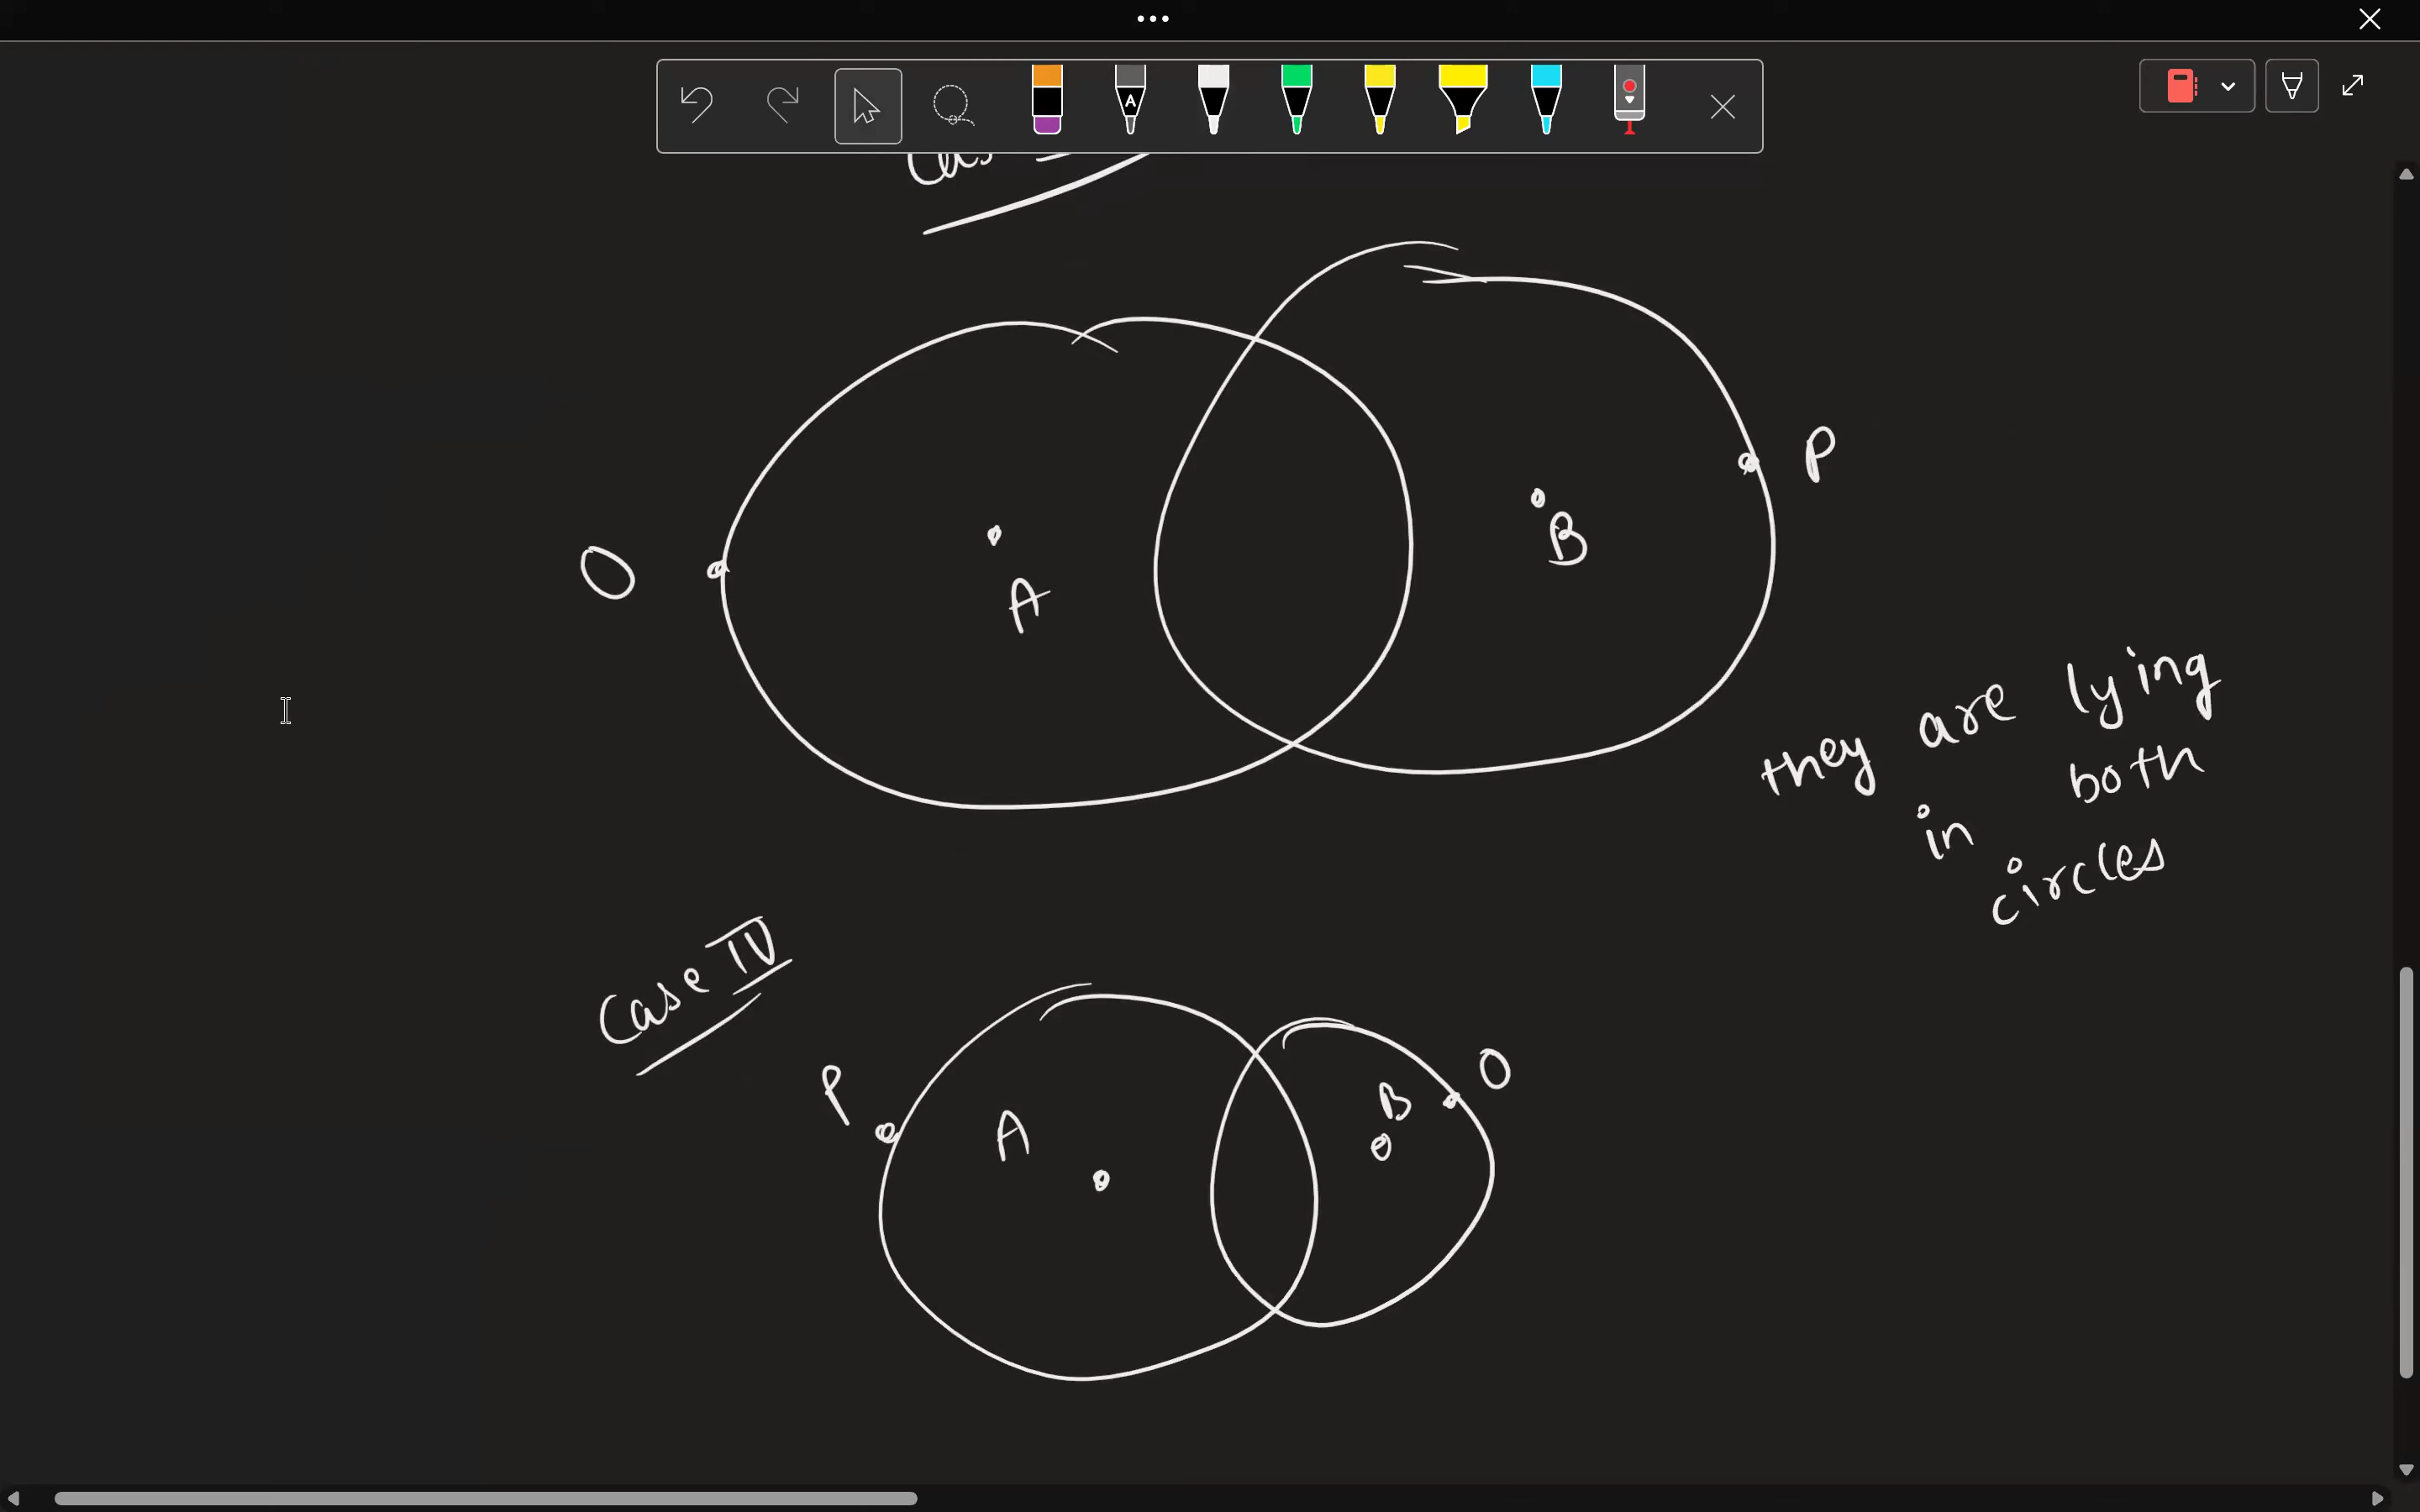 P
B
O
A
they are lying
in both
circles
Case IV
O
P
B
A